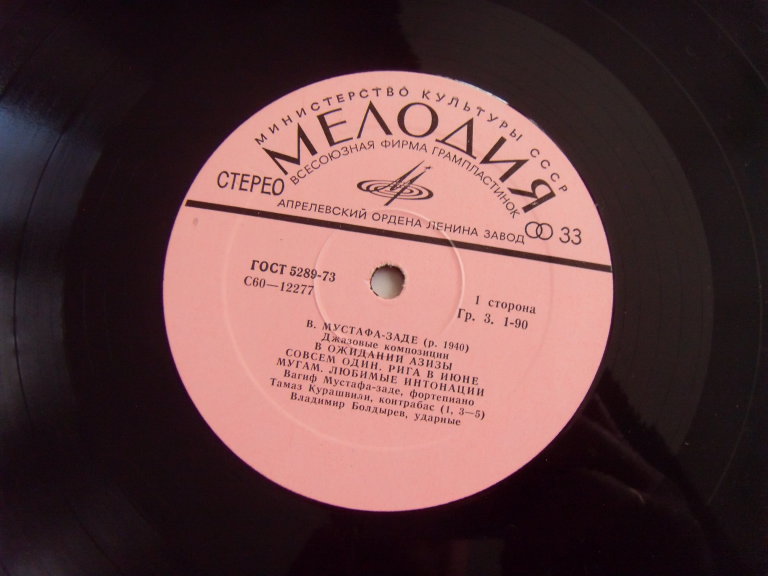 МИНИСТЕРСТВО КУЛЬТУРЫ СССР
МЕЛОДИЯ
ВСЕСОЮЗНАЯ ФИРМА ГРАМПЛАСТИНОК
СТЕРЕО
АПРЕЛЕВСКИЙ ОРДЕНА ЛЕНИНА ЗАВОД
33
ГОСТ 5289-73
С60—12277
I сторона
Гр. 3. 1-90
В. МУСТАФА-ЗАДЕ (р. 1940)
Джазовые композиции
В ОЖИДАНИИ АЗИЗЫ
СОВСЕМ ОДИН. РИГА В ИЮНЕ
МУГАМ. ЛЮБИМЫЕ ИНТОНАЦИИ
Вагиф Мустафа-заде, фортепиано
Тамаз Курашвили, контрабас (1, 3—5)
Владимир Болдырев, ударные